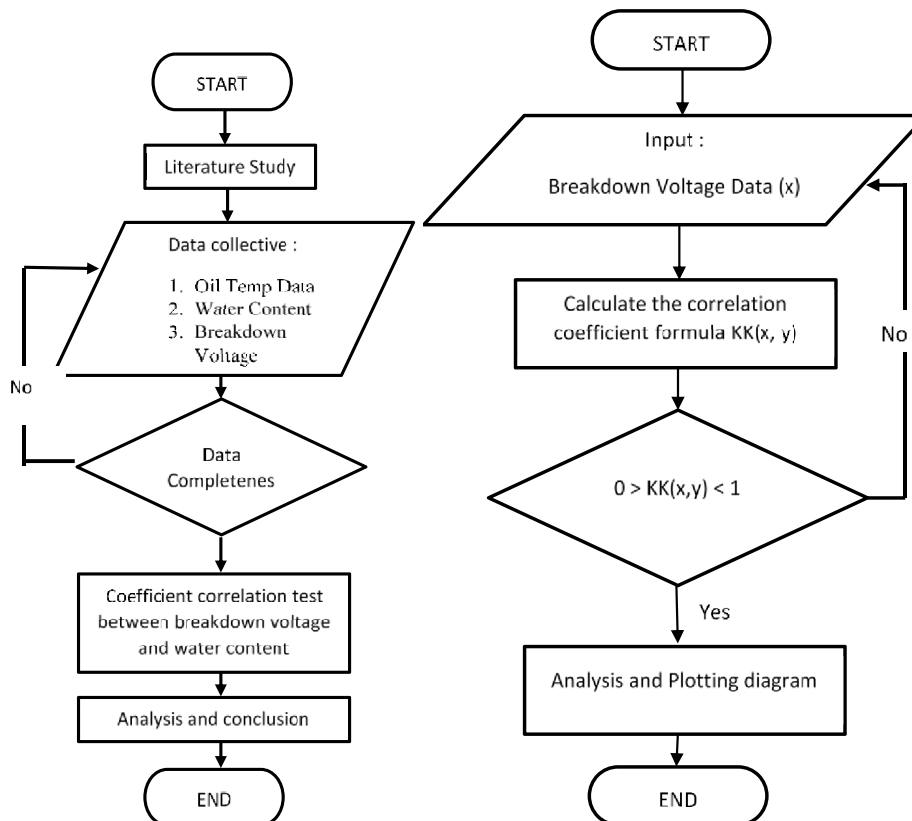 START
Literature Study
Data collective :
1. Oil Temp Data
2. Water Content
3. Breakdown
Voltage
No
Data
Completenes
Coefficient correlation test
between breakdown voltage
and water content
Analysis and conclusion
END
START
Input :
Breakdown Voltage Data (x)
Calculate the correlation
coefficient formula KK(x, y)
No
0 > KK(x,y) < 1
Yes
Analysis and Plotting diagram
END